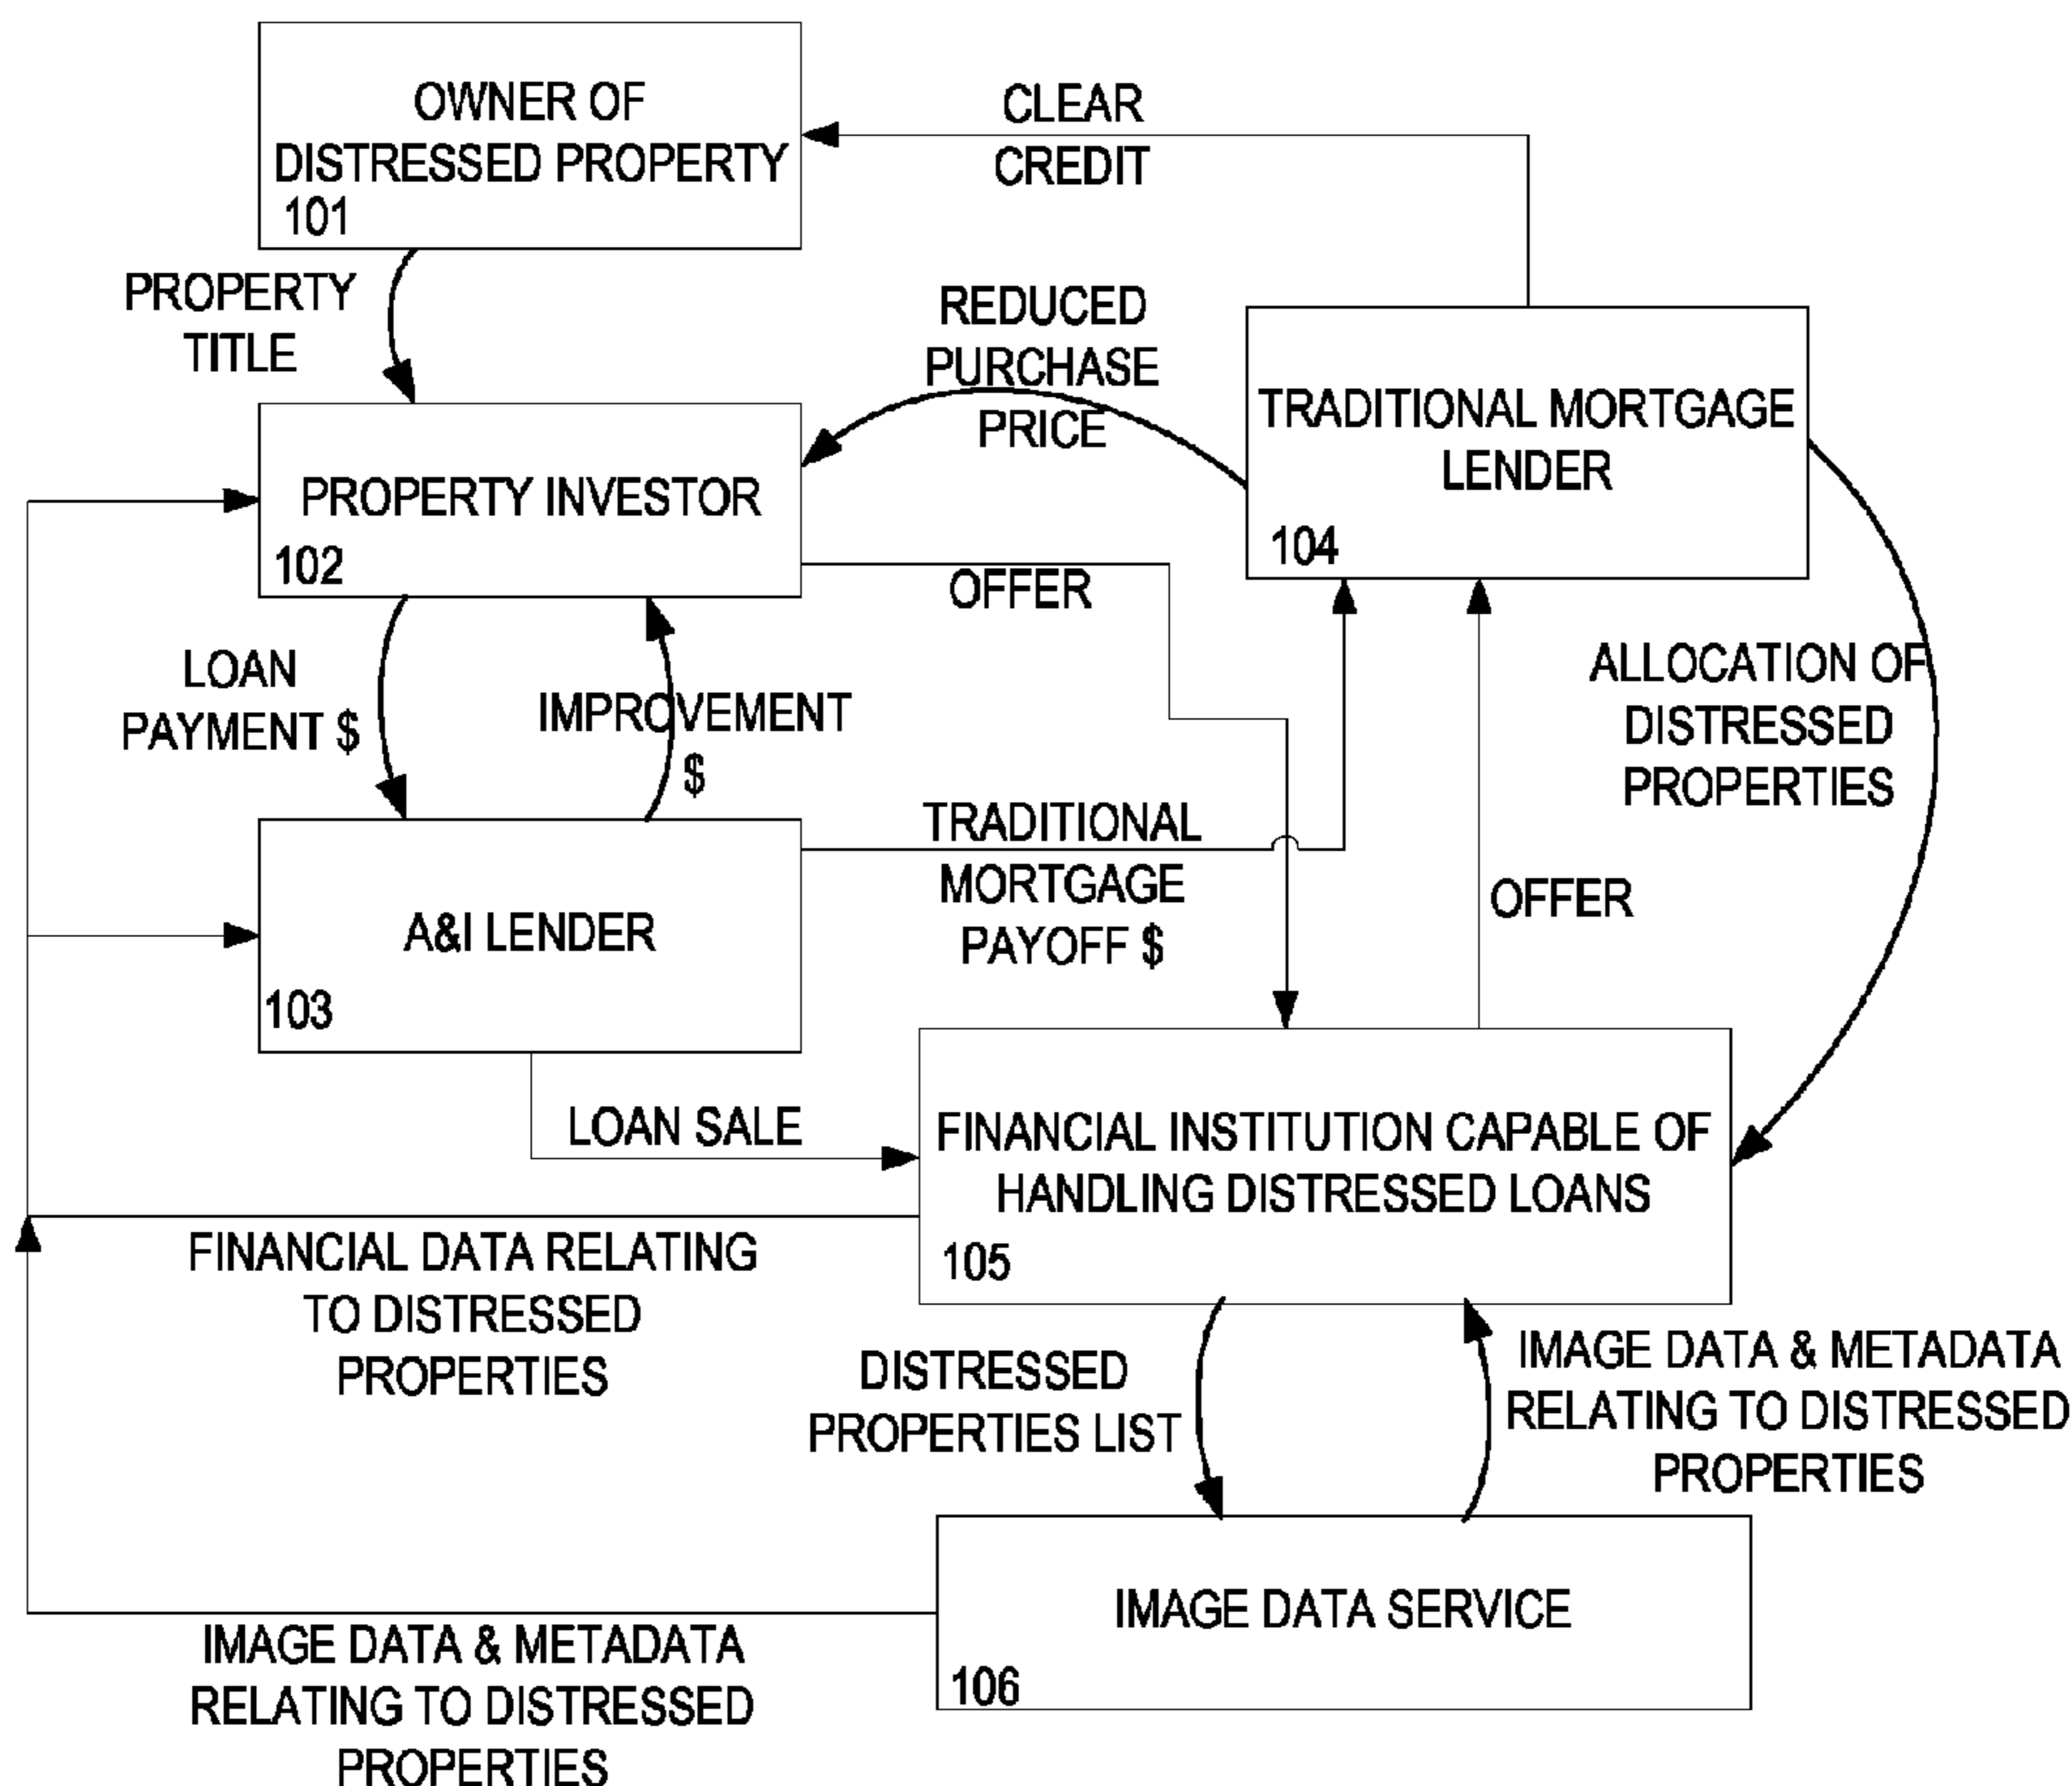 OWNER OF
DISTRESSED PROPERTY
101
CLEAR
CREDIT
PROPERTY
TITLE
REDUCED
PURCHASE
PRICE
TRADITIONAL MORTGAGE
LENDER
104
PROPERTY INVESTOR
102
OFFER
LOAN
PAYMENT $
IMPROVEMENT
$
ALLOCATION OF
DISTRESSED
PROPERTIES
TRADITIONAL
MORTGAGE
PAYOFF $
OFFER
A&I LENDER
103
LOAN SALE
FINANCIAL INSTITUTION CAPABLE OF
HANDLING DISTRESSED LOANS
105
FINANCIAL DATA RELATING
TO DISTRESSED
PROPERTIES
DISTRESSED
PROPERTIES LIST
IMAGE DATA & METADATA
RELATING TO DISTRESSED
PROPERTIES
IMAGE DATA SERVICE
106
IMAGE DATA & METADATA
RELATING TO DISTRESSED
PROPERTIES